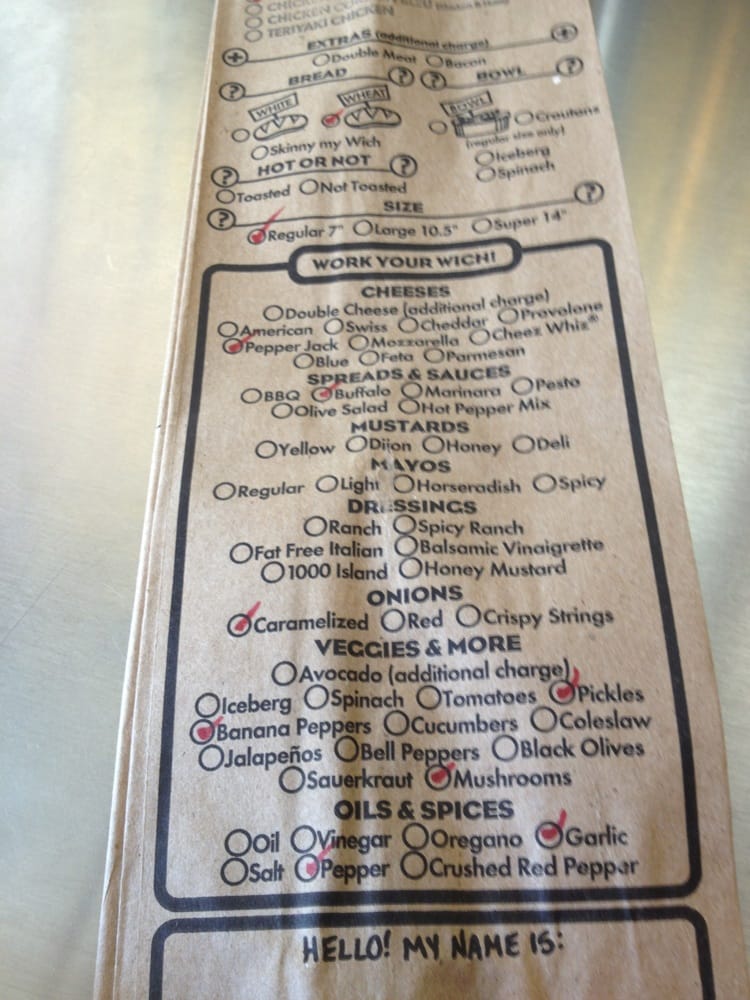 CHICKEN
TERIYAKI CHICKEN
EXTRAS (additional charge)
Double Meat Bacon
BREAD ? ? BOWL ?
?
WHITE WHEAT BOWL Croutons
(regular size only)
Skinny my Wich Iceberg
HOT OR NOT Spinach
? ?
Toasted Not Toasted
SIZE
? ?
Regular 7" Large 10.5" Super 14"
WORK YOUR WICH!
CHEESES
Double Cheese (additional charge)
American Swiss Cheddar Provolone
Pepper Jack Mozzarella Cheez Whiz®
Blue Feta Parmesan
SPREADS & SAUCES
BBQ Buffalo Marinara Pesto
Olive Salad Hot Pepper Mix
MUSTARDS
Yellow Dijon Honey Deli
MAYOS
Regular Light Horseradish Spicy
DRESSINGS
Ranch Spicy Ranch
Fat Free Italian Balsamic Vinaigrette
1000 Island Honey Mustard
ONIONS
Caramelized Red Crispy Strings
VEGGIES & MORE
Avocado (additional charge)
Iceberg Spinach Tomatoes Pickles
Banana Peppers Cucumbers Coleslaw
Jalapeños Bell Peppers Black Olives
Sauerkraut Mushrooms
OILS & SPICES
Oil Vinegar Oregano Garlic
Salt Pepper Crushed Red Pepper
HELLO! MY NAME IS: